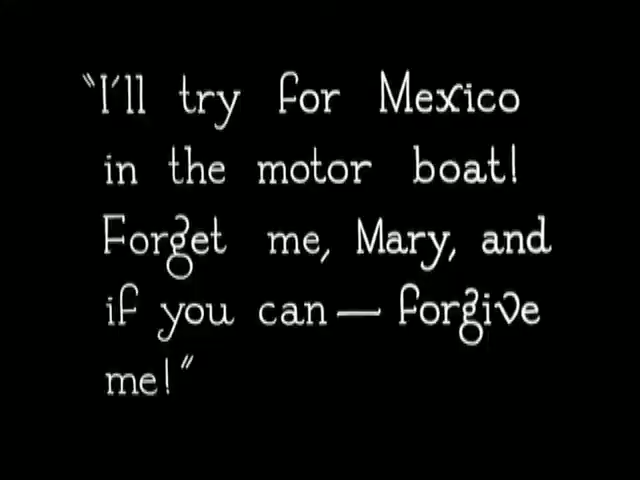 "I'll try for Mexico
in the motor boat!
Forget me, Mary, and
if you can — forgive
me!"